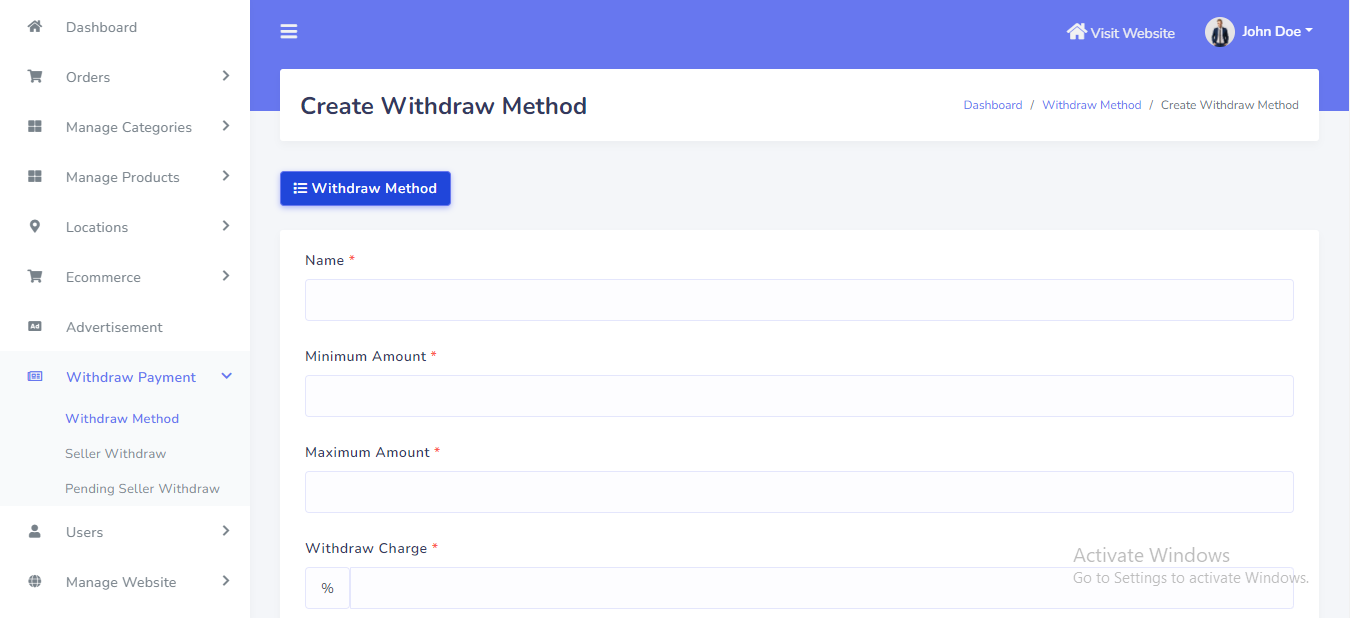 Dashboard
Orders
Manage Categories
Manage Products
Locations
Ecommerce
Ad Advertisement
Withdraw Payment
Withdraw Method
Seller Withdraw
Pending Seller Withdraw
Users
Manage Website
Visit Website
John Doe
Create Withdraw Method
Dashboard / Withdraw Method / Create Withdraw Method
Withdraw Method
Name *
Minimum Amount *
Maximum Amount *
Withdraw Charge *
%
Activate Windows
Go to Settings to activate Windows.